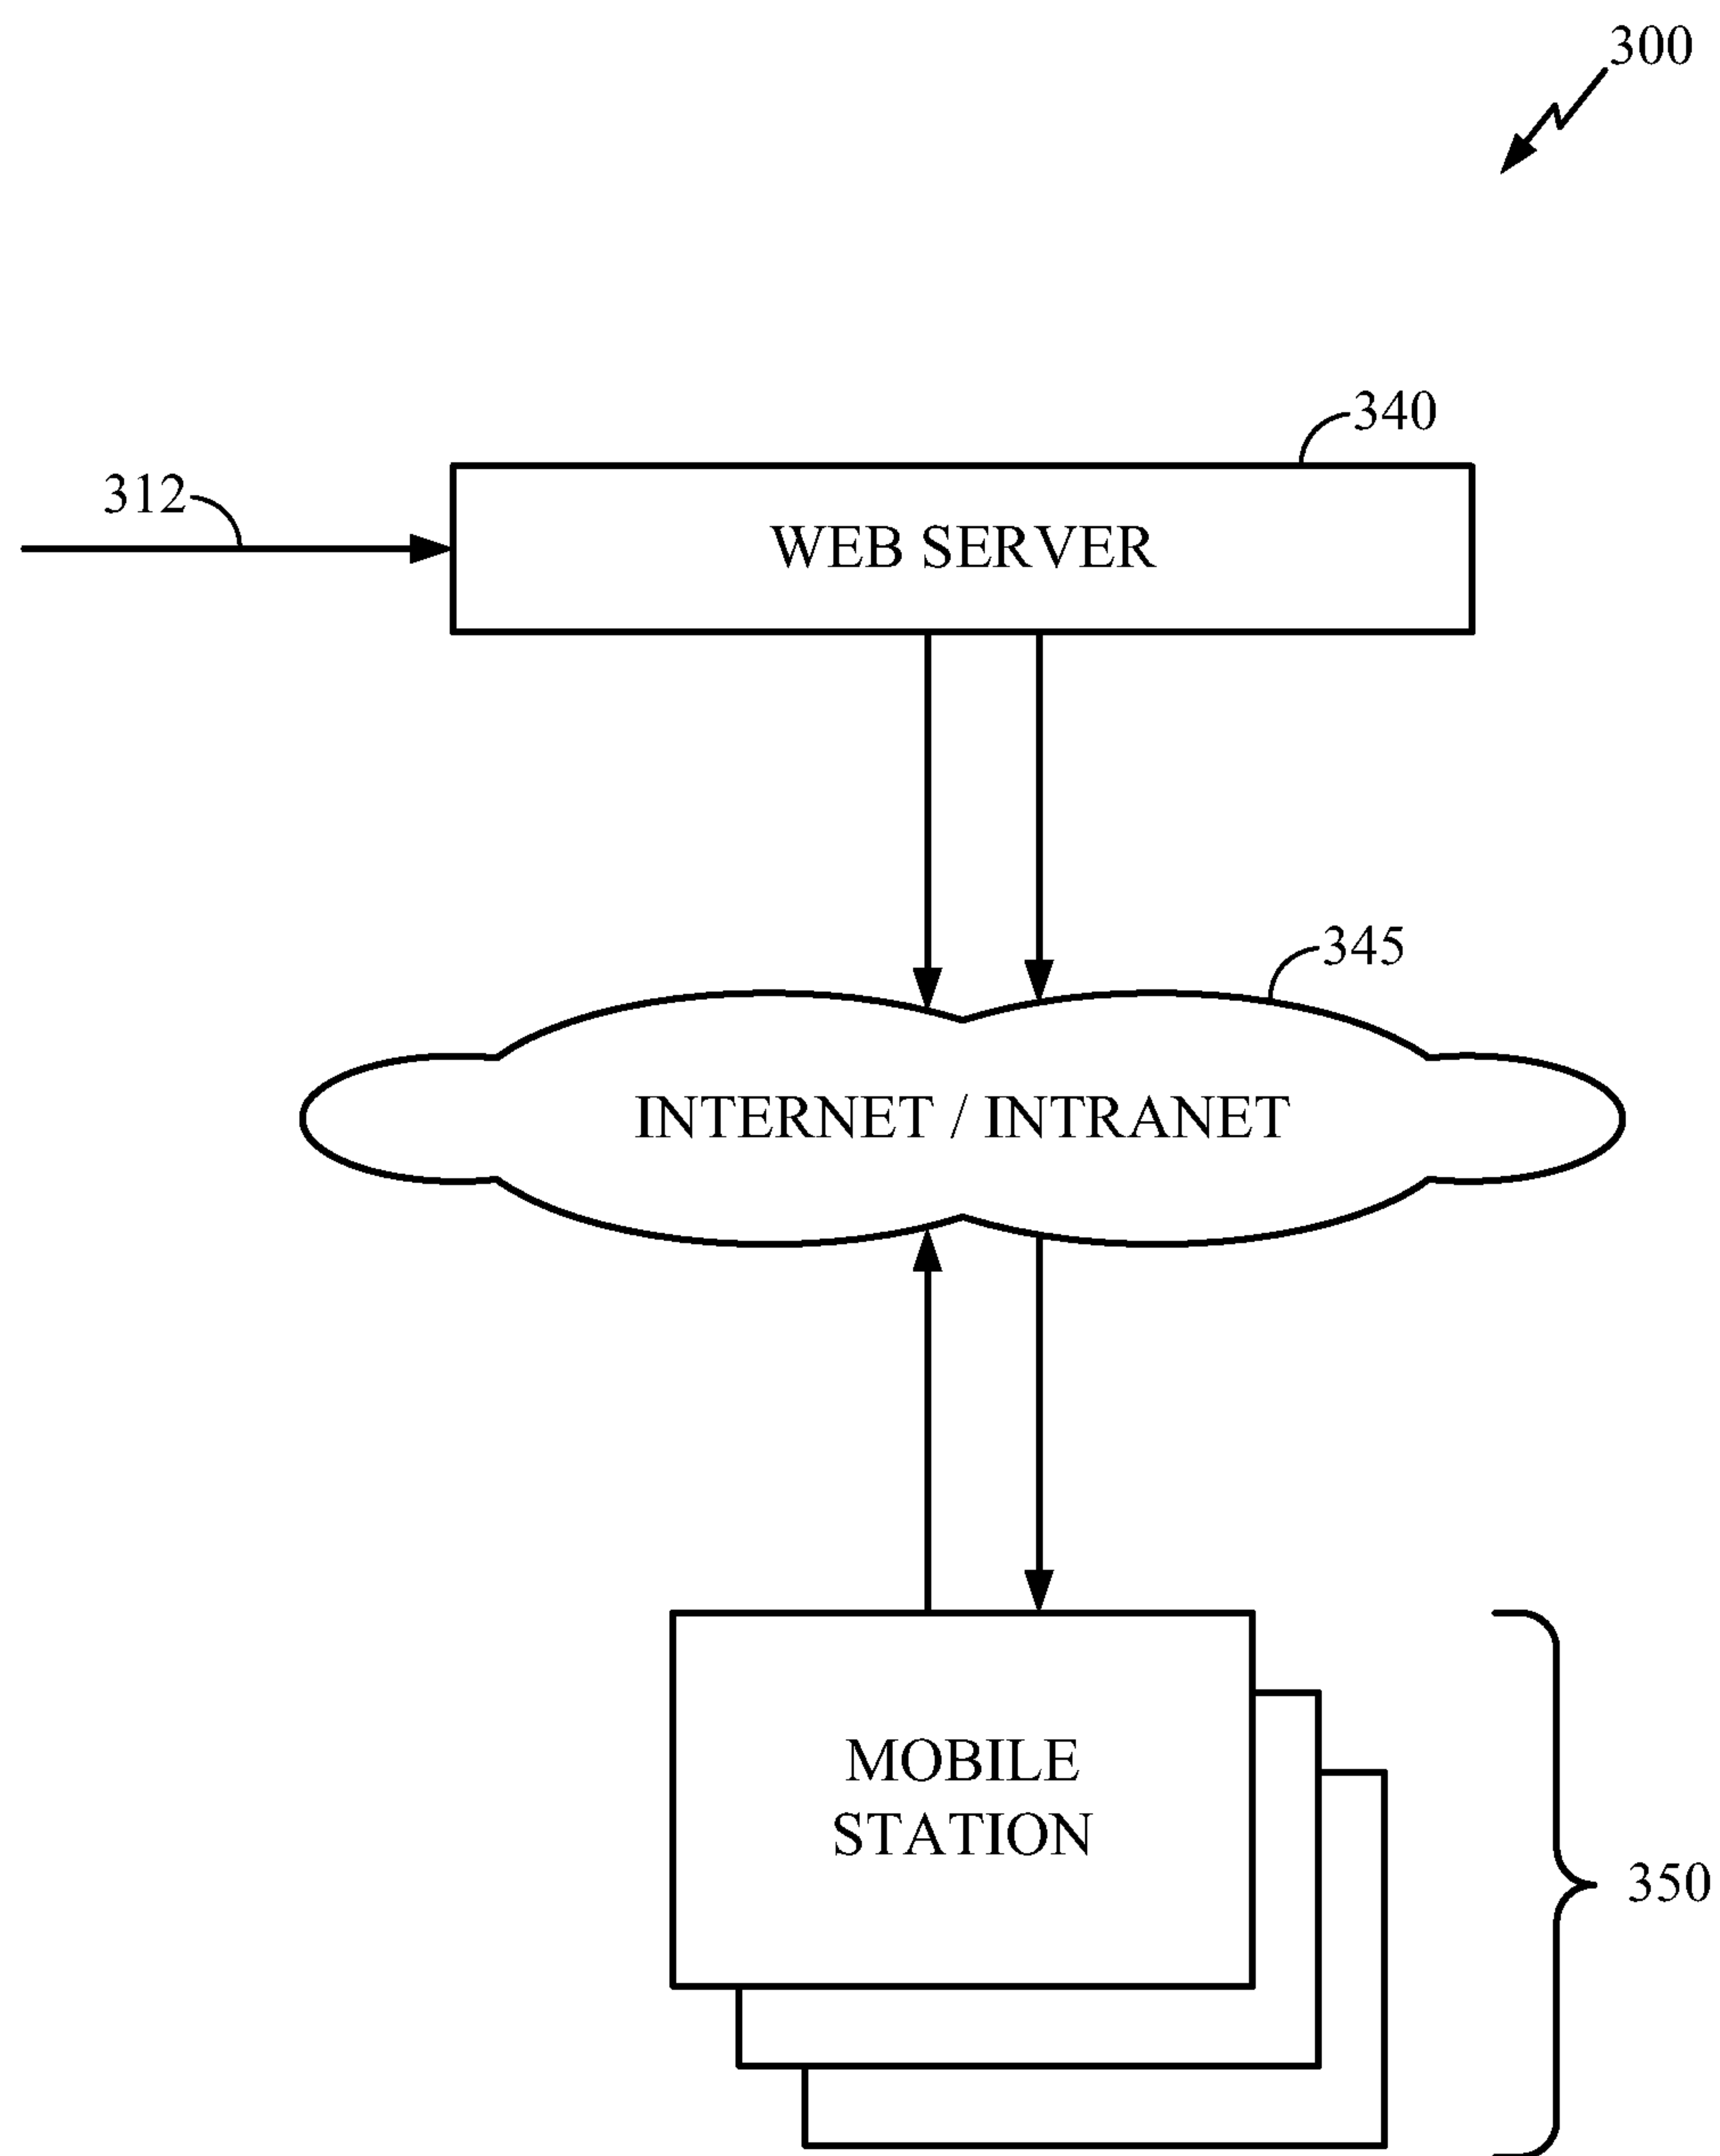 300
340
312
WEB SERVER
345
INTERNET / INTRANET
MOBILE
STATION
350